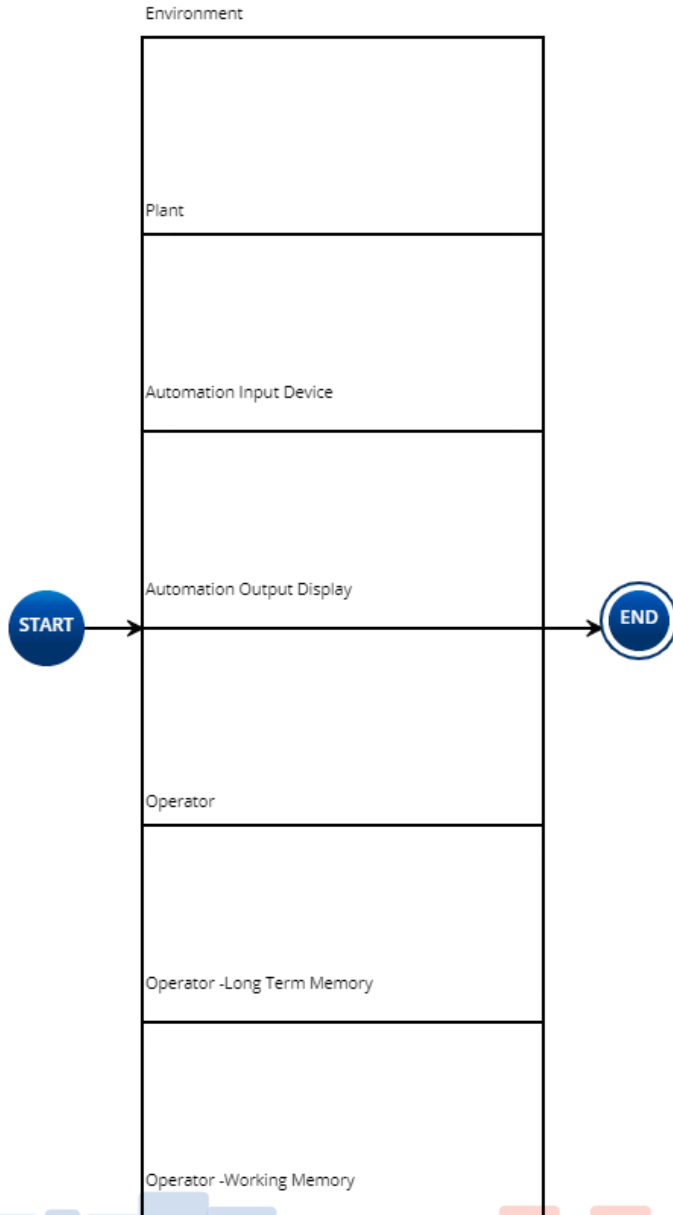 Environment
Plant
Automation Input Device
Automation Output Display
START
END
Operator
Operator -Long Term Memory
Operator -Working Memory